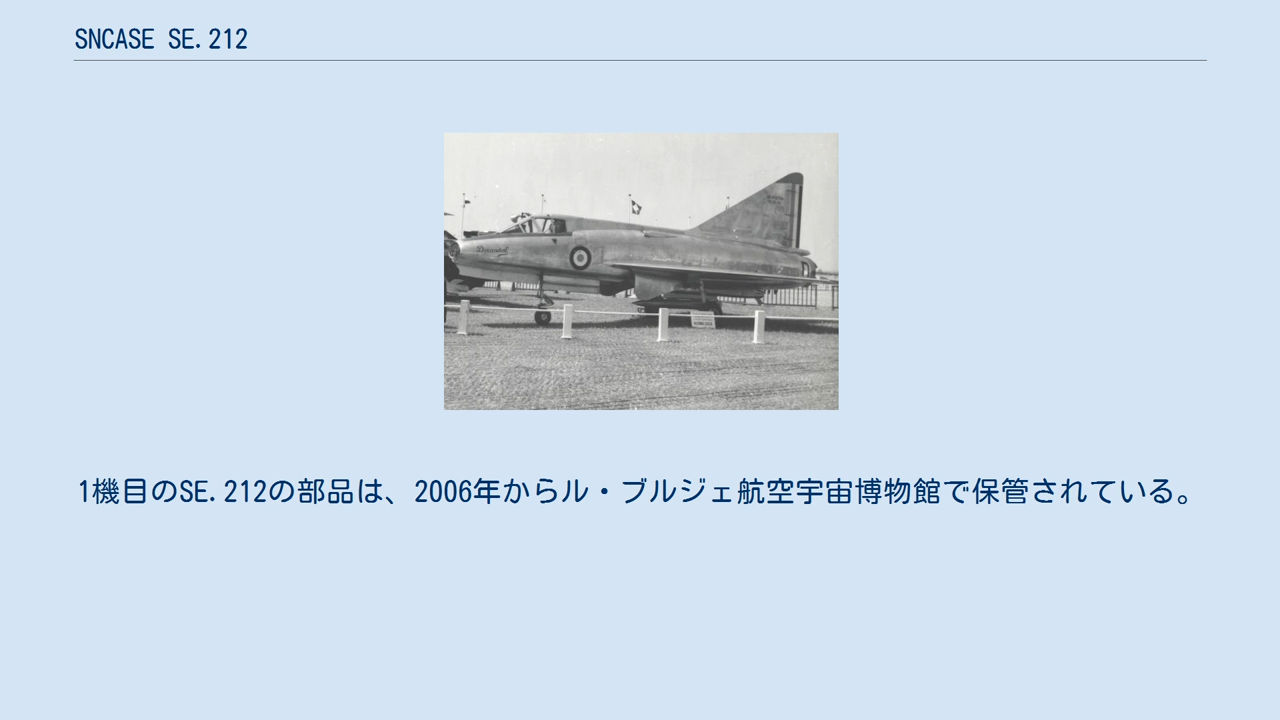 SNCASE SE.212
Durandal
1機目のSE.212の部品は、2006年からル・ブルジェ航空宇宙博物館で保管されている。